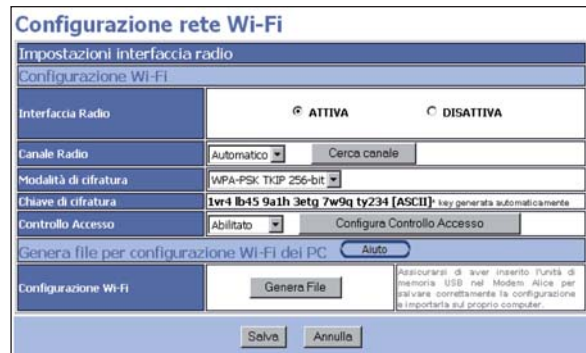 Configurazione rete Wi-Fi
Impostazioni interfaccia radio
Configurazione Wi-Fi
Interfaccia Radio ATTIVA DISATTIVA
Canale Radio Automatico Cerca canale
Modalità di cifratura WPA-PSK TKIP 256-bit
Chiave di cifratura 1vr4 lb45 9a1h 3etg 7w9q ty234 [ASCII]* key generata automaticamente
Controllo Accesso Abilitato Configura Controllo Accesso
Genera file per configurazione Wi-Fi dei PC Aiuto
Configurazione Wi-Fi Genera File
Assicurarsi di aver inserito l'unità di
memoria USB nel Modem Alice per
salvare correttamente la configurazione
e importarla sul proprio computer.
Salva Annulla